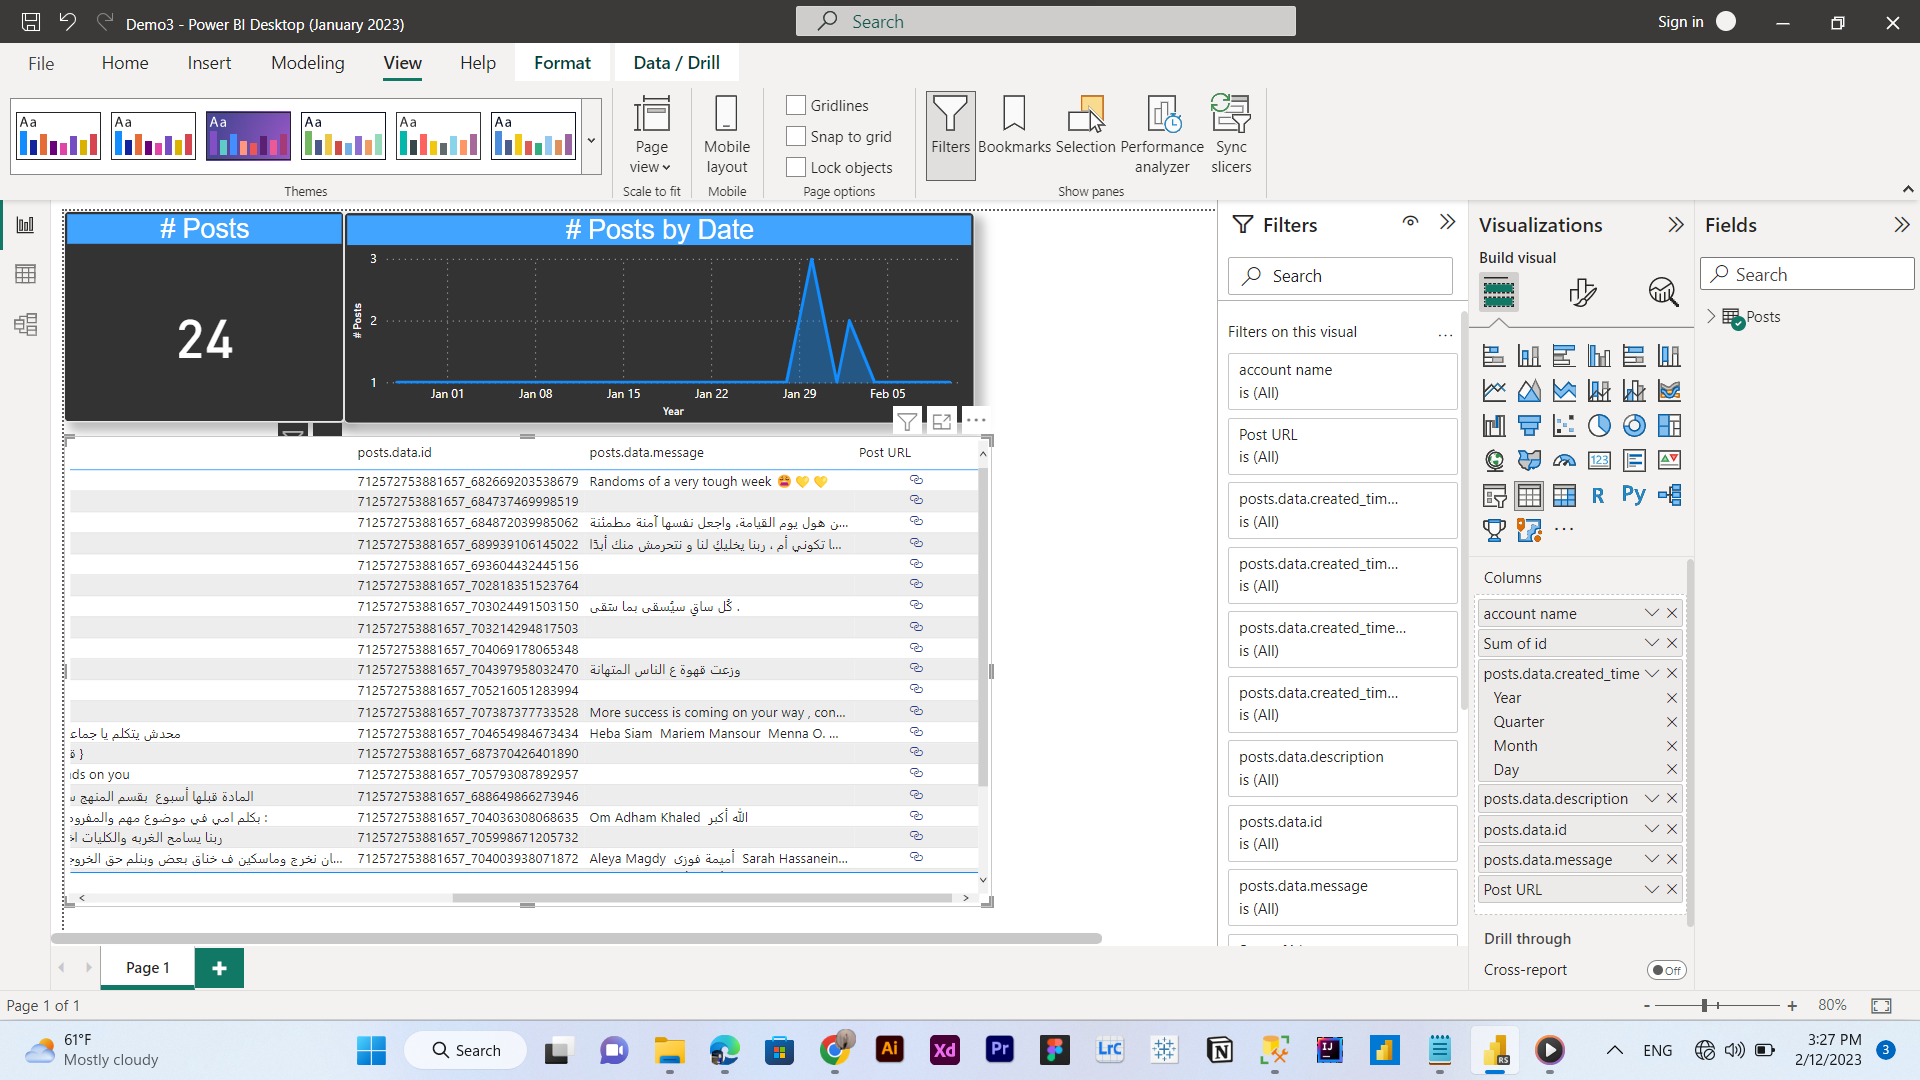 Demo3 - Power BI Desktop (January 2023)
Search
Sign in
File
Home
Insert
Modeling
View
Help
Format
Data / Drill
Aa
Aa
Aa
Aa
Aa
Aa
Page view
Mobile layout
Gridlines
Snap to grid
Lock objects
Filters
Bookmarks
Selection
Performance analyzer
Sync slicers
Themes
Scale to fit
Mobile
Page options
Show panes
# Posts
24
# Posts by Date
# Posts
3
2
1
Jan 01
Jan 08
Jan 15
Jan 22
Jan 29
Feb 05
Year
posts.data.id
posts.data.message
Post URL
712572753881657_682669203538679 Randoms of a very tough week 😩 💛 💛
712572753881657_684737469998519
712572753881657_684872039985062 ن هول يوم القيامة، واجعل نفسها آمنة مطمئنة...
712572753881657_689939106145022 ا تكوني أم ، ربنا يخليكِ لنا و نتحرمش منك أبدًا...
712572753881657_693604432445156
712572753881657_702818351523764
712572753881657_703024491503150 كُل ساقٍ سيُسقى بما سَقى .
712572753881657_703214294817503
712572753881657_704069178065348
712572753881657_704397958032470 وزعت قهوة ع الناس المتهانة
712572753881657_705216051283994
712572753881657_707387377733528 More success is coming on your way , con...
محدش يتكلم يا جماعـ 712572753881657_704654984673434 Heba Siam Mariem Mansour Menna O. ...
712572753881657_687370426401890
ds on you 712572753881657_705793087892957
المادة قبلها أسبوع بقسم المنهج 712572753881657_688649866273946
بكلم امي في موضوع مهم والمفروض : 712572753881657_704036308068635 Om Adham Khaled الله أكبر
ربنا يسامح الغربه والكليات 712572753881657_705998671205732
ـان نخرج وماسكين ف خناق بعض وبنلم حق الخروج... 712572753881657_704003938071872 Aleya Magdy أميمة فوزى Sarah Hassanein...
Filters
Search
Filters on this visual
...
account name
is (All)
Post URL
is (All)
posts.data.created_tim...
is (All)
posts.data.created_tim...
is (All)
posts.data.created_time...
is (All)
posts.data.created_tim...
is (All)
posts.data.description
is (All)
posts.data.id
is (All)
posts.data.message
is (All)
Visualizations
Build visual
123
R
Py
...
Columns
account name
Sum of id
posts.data.created_time
Year
Quarter
Month
Day
posts.data.description
posts.data.id
posts.data.message
Post URL
Drill through
Cross-report
Off
Fields
Search
Posts
Page 1
Page 1 of 1
80%
61°F
Mostly cloudy
Search
Ai
Xd
Pr
LrC
N
IJ
RS
ENG
3:27 PM
2/12/2023
3